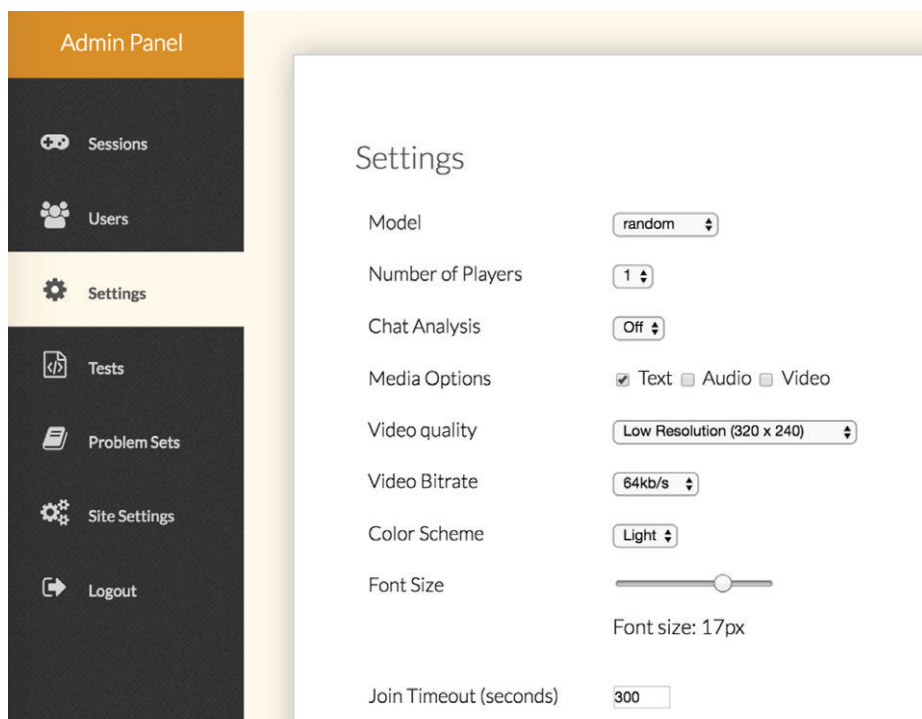 Admin Panel
Sessions
Users
Settings
Tests
Problem Sets
Site Settings
Logout
Settings
Model random
Number of Players 1
Chat Analysis Off
Media Options Text Audio Video
Video quality Low Resolution (320 x 240)
Video Bitrate 64kb/s
Color Scheme Light
Font Size
Font size: 17px
Join Timeout (seconds) 300